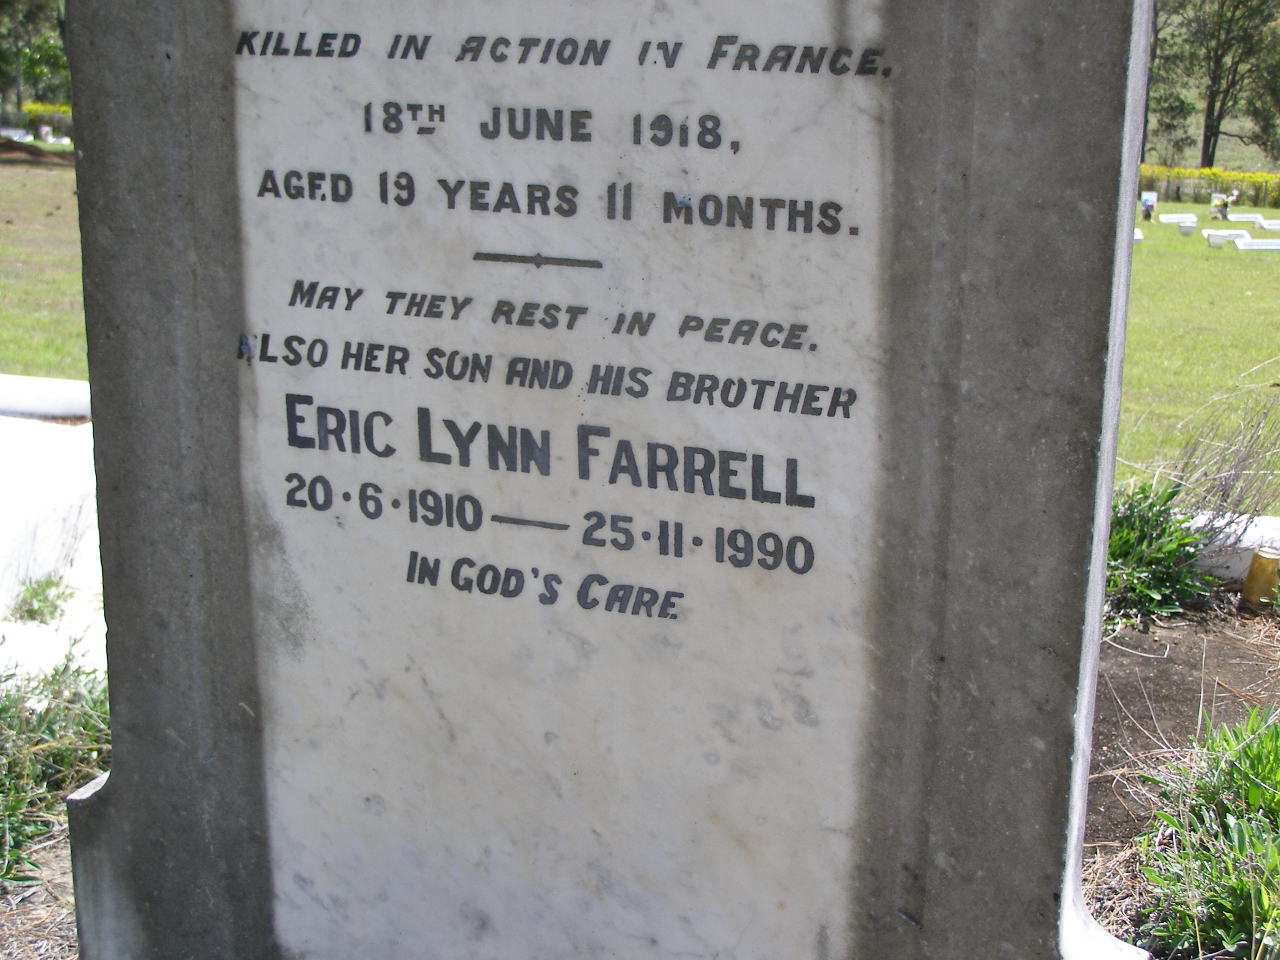 KILLED IN ACTION IN FRANCE.
18TH JUNE 1918,
AGED 19 YEARS 11 MONTHS.
MAY THEY REST IN PEACE.
ALSO HER SON AND HIS BROTHER
ERIC LYNN FARRELL
20·6·1910—25·11·1990
IN GOD'S CARE